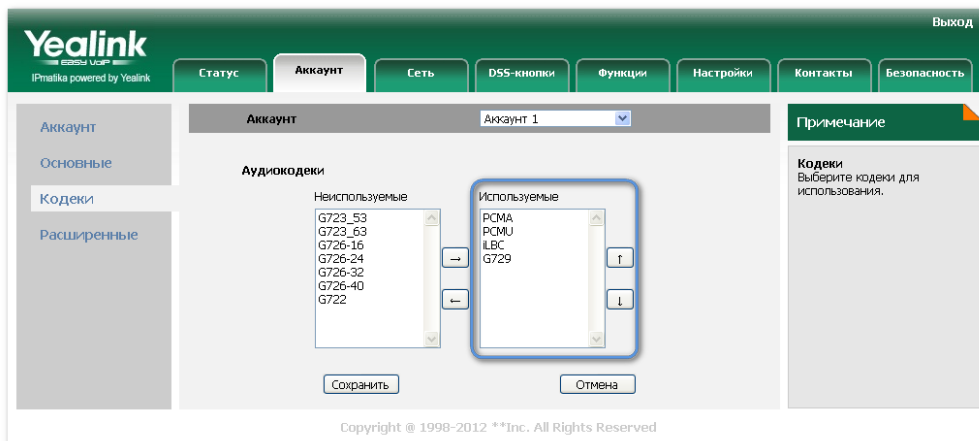 Выход
Yealink
EASY VoIP
IPmatika powered by Yealink
Статус
Аккаунт
Сеть
DSS-кнопки
Функции
Настройки
Контакты
Безопасность
Аккаунт
Основные
Кодеки
Расширенные
Аккаунт
Аккаунт 1
Аудиокодеки
Неиспользуемые
G723_53
G723_63
G726-16
G726-24
G726-32
G726-40
G722
→
←
Используемые
PCMA
PCMU
iLBC
G729
↑
↓
Сохранить
Отмена
Примечание
Кодеки
Выберите кодеки для
использования.
Copyright @ 1998-2012 **Inc. All Rights Reserved